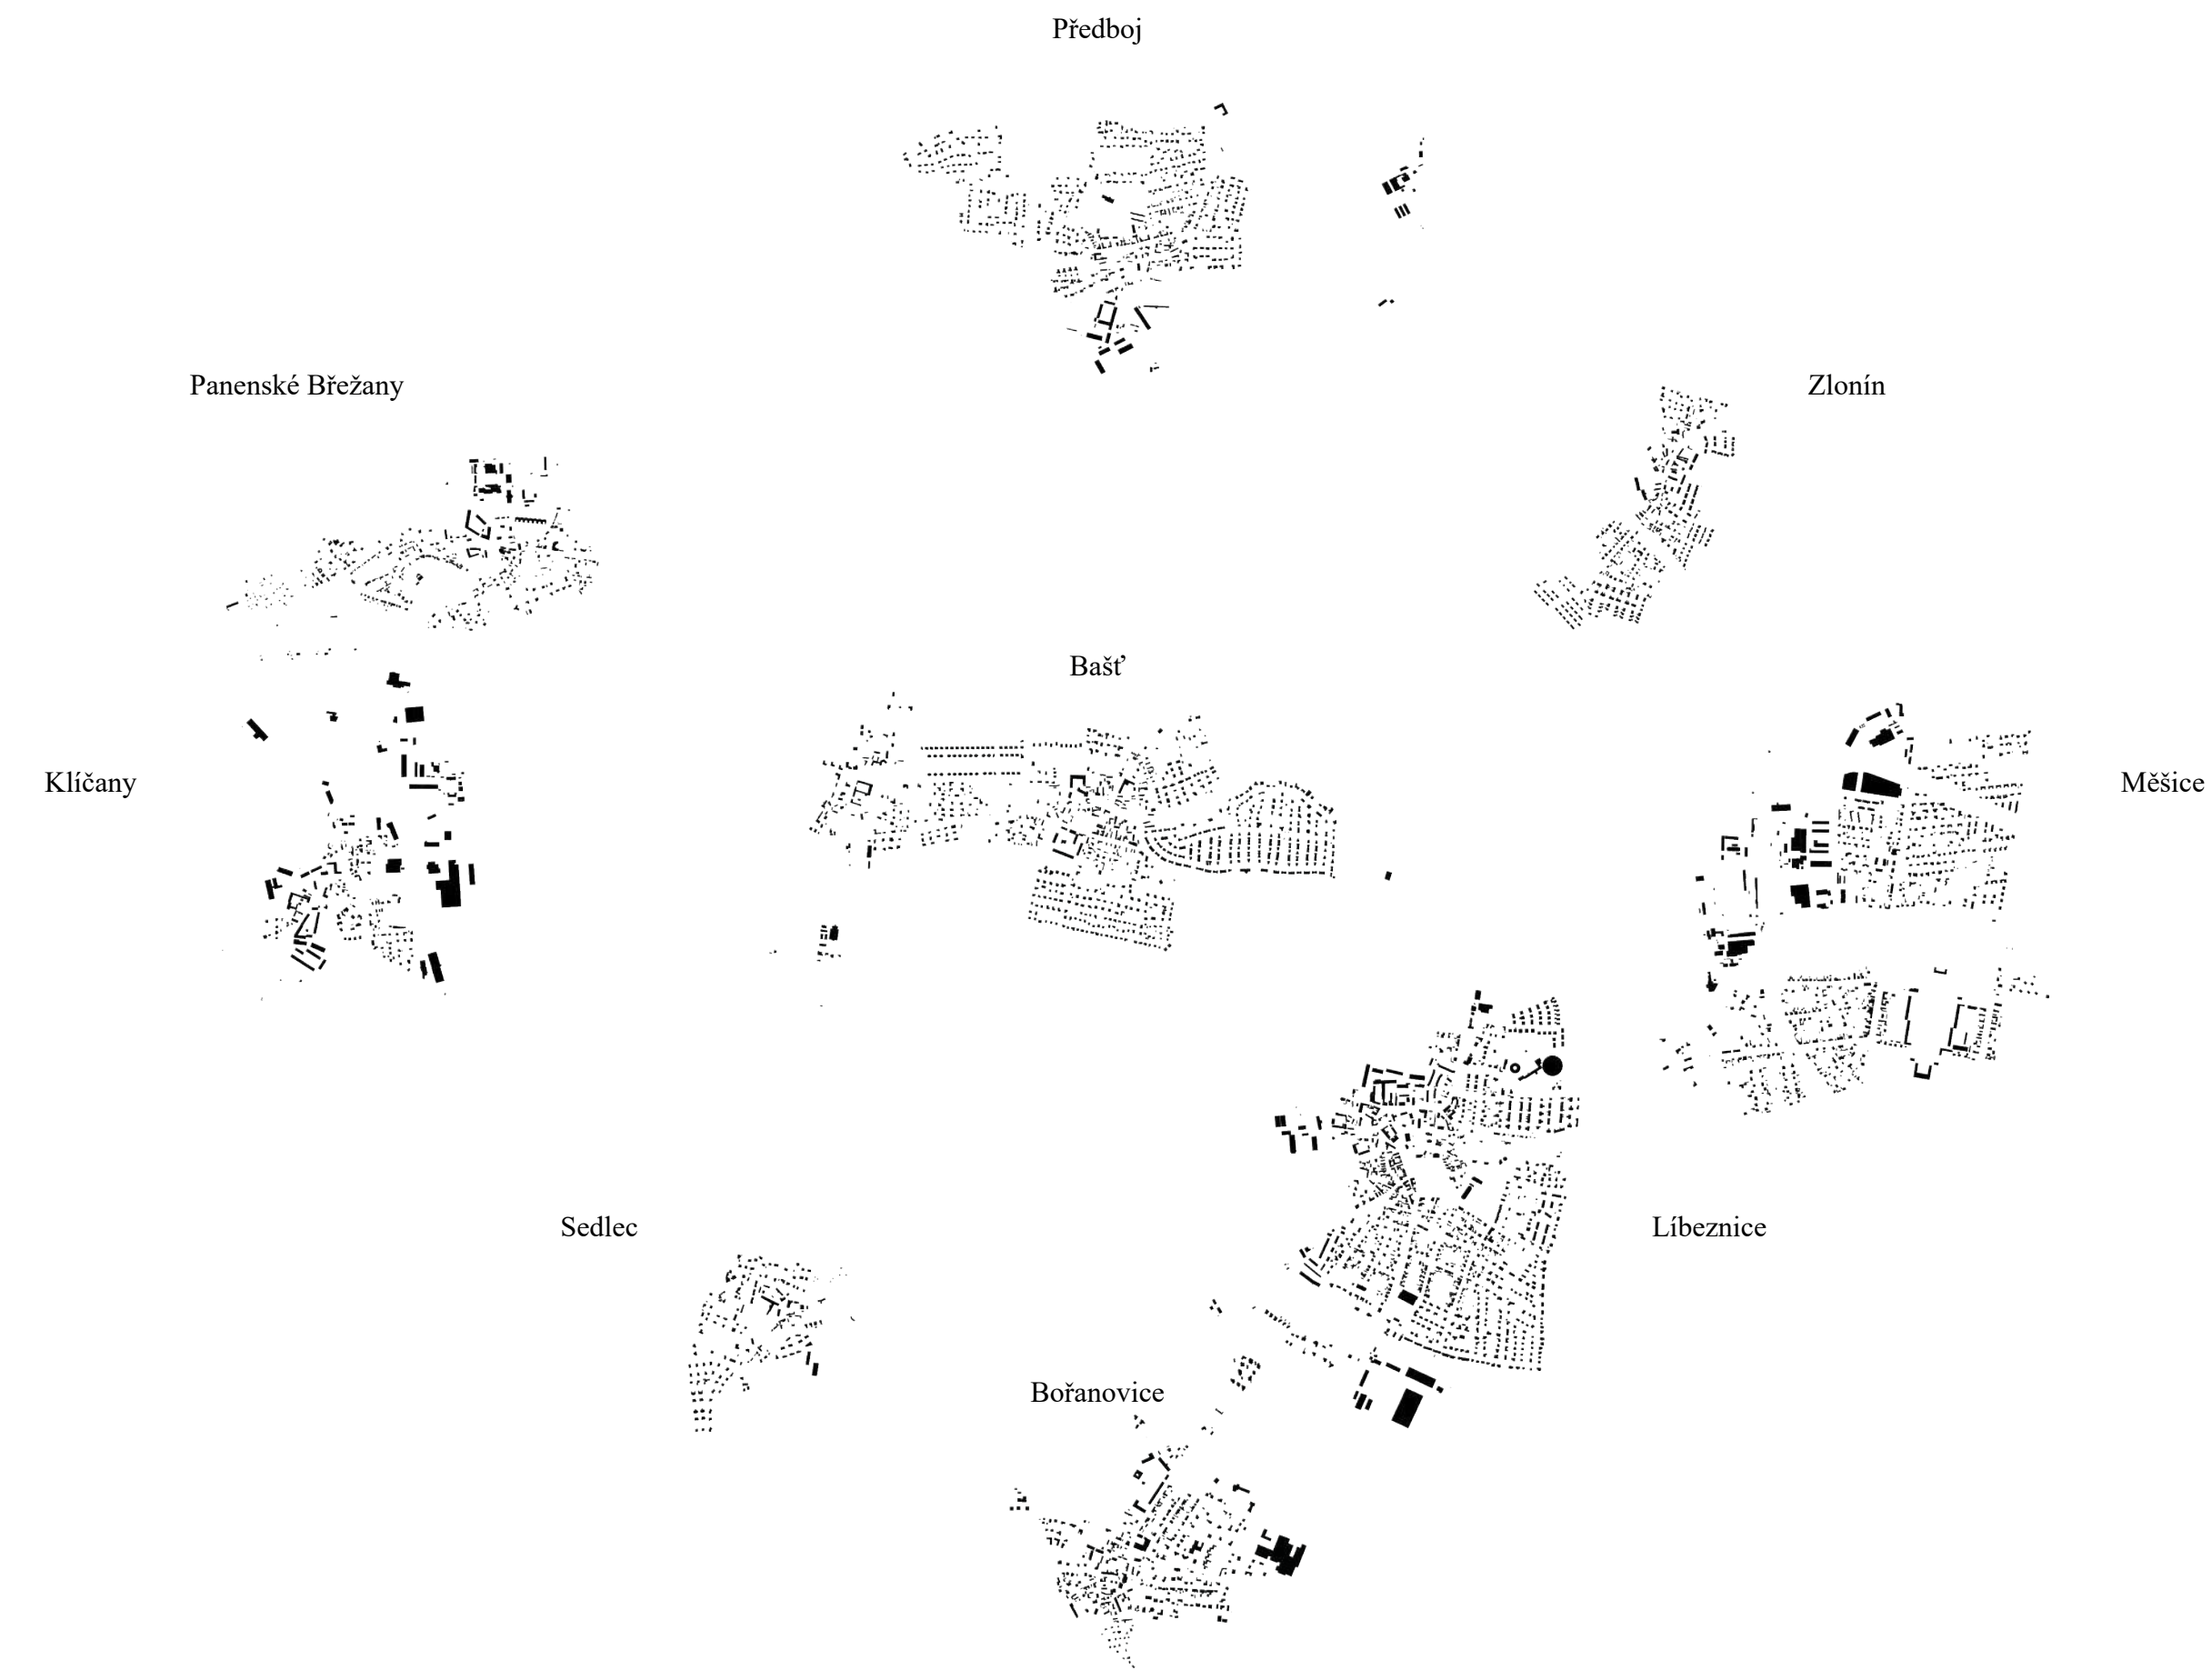 Předboj
Panenské Břežany
Zlonín
Bašť
Klíčany
Měšice
Sedlec
Líbeznice
Bořanovice